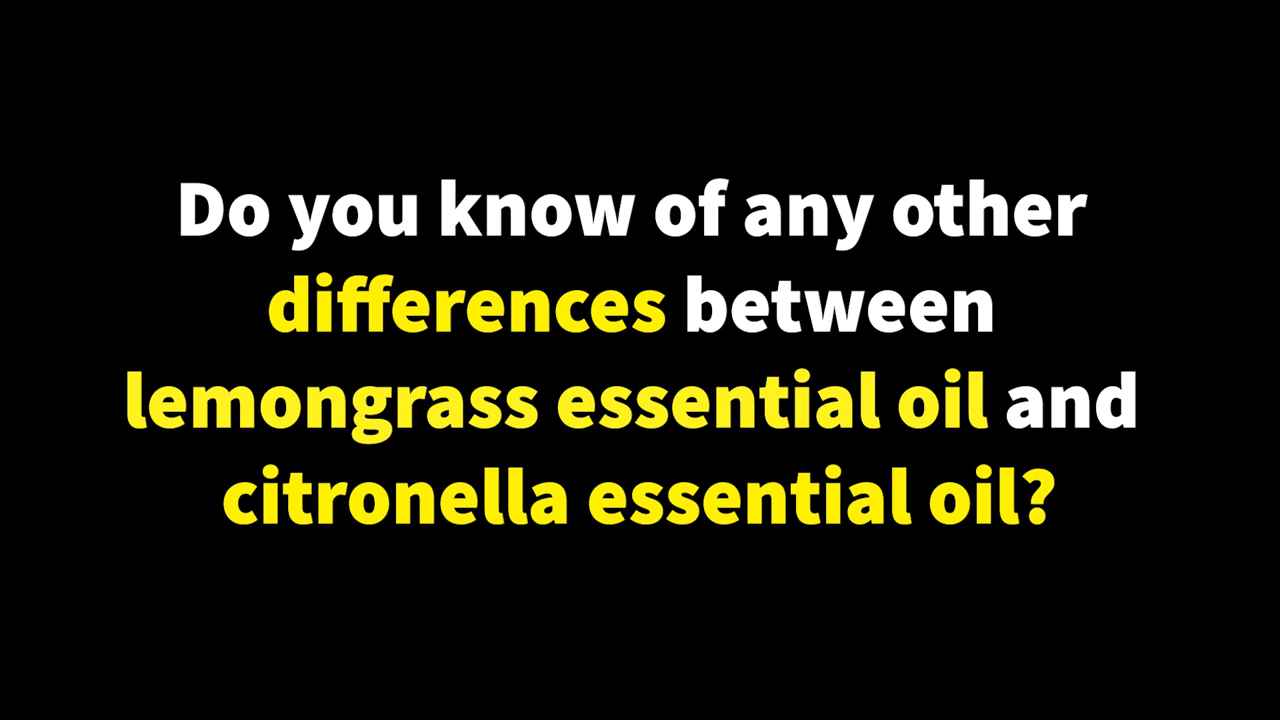 Do you know of any other
differences between
lemongrass essential oil and
citronella essential oil?